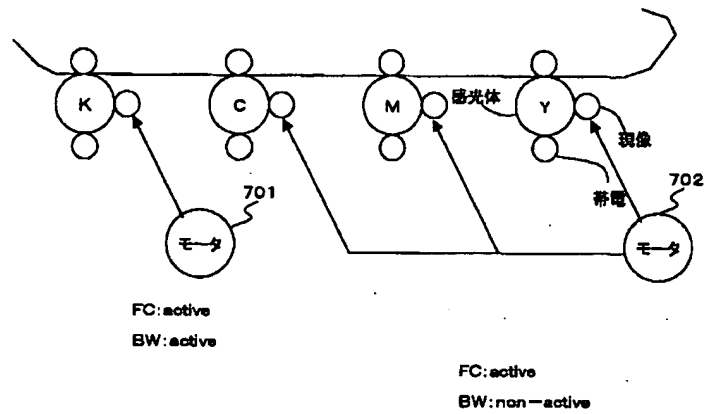 K
C
M
Y
感光体
現像
帯電
701
702
モータ
モータ
FC:active
BW:active
FC:active
BW:non-active